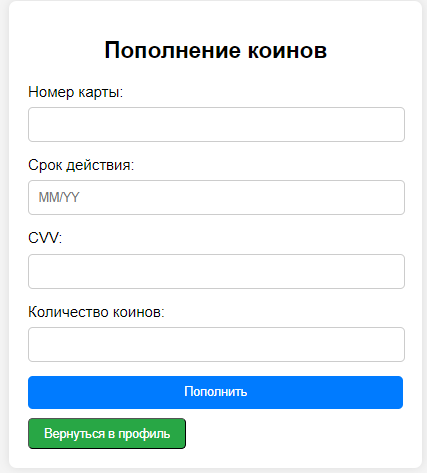 Пополнение коинов
Номер карты:
Срок действия:
MM/YY
CVV:
Количество коинов:
Пополнить
Вернуться в профиль